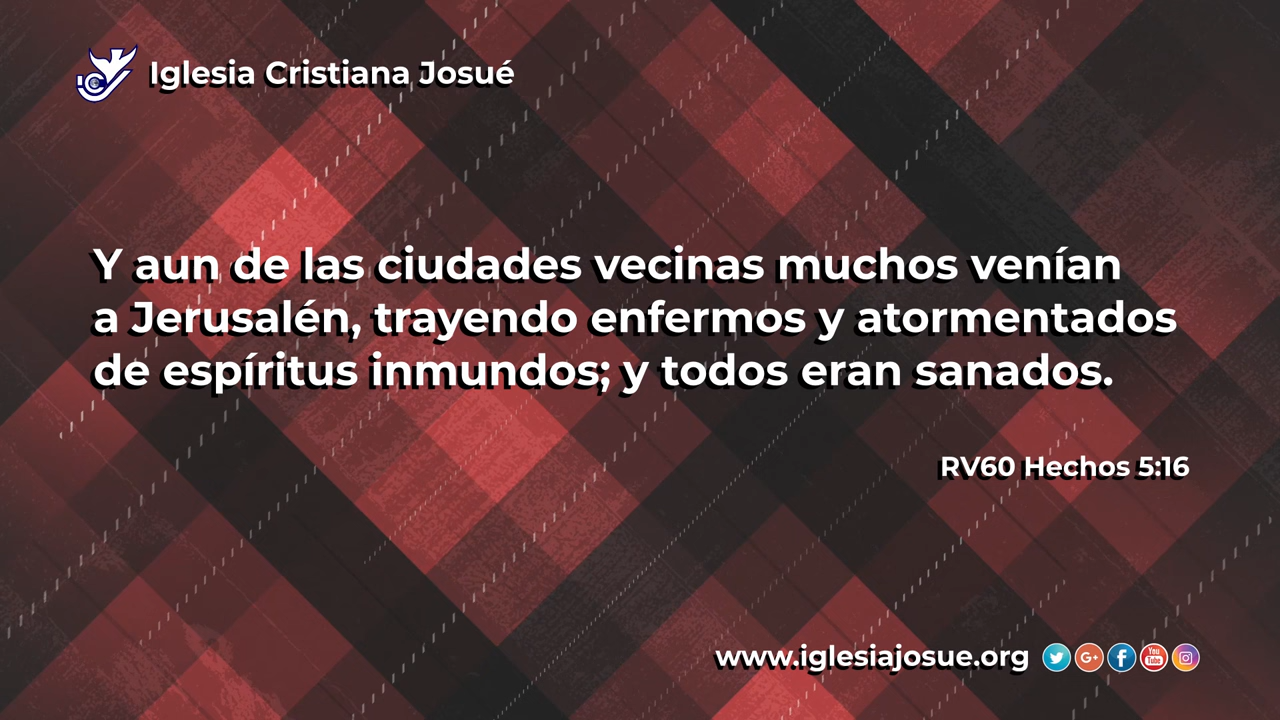 Iglesia Cristiana Josué
Y aun de las ciudades vecinas muchos venían
a Jerusalén, trayendo enfermos y atormentados
de espíritus inmundos; y todos eran sanados.
RV60 Hechos 5:16
www.iglesiajosue.org